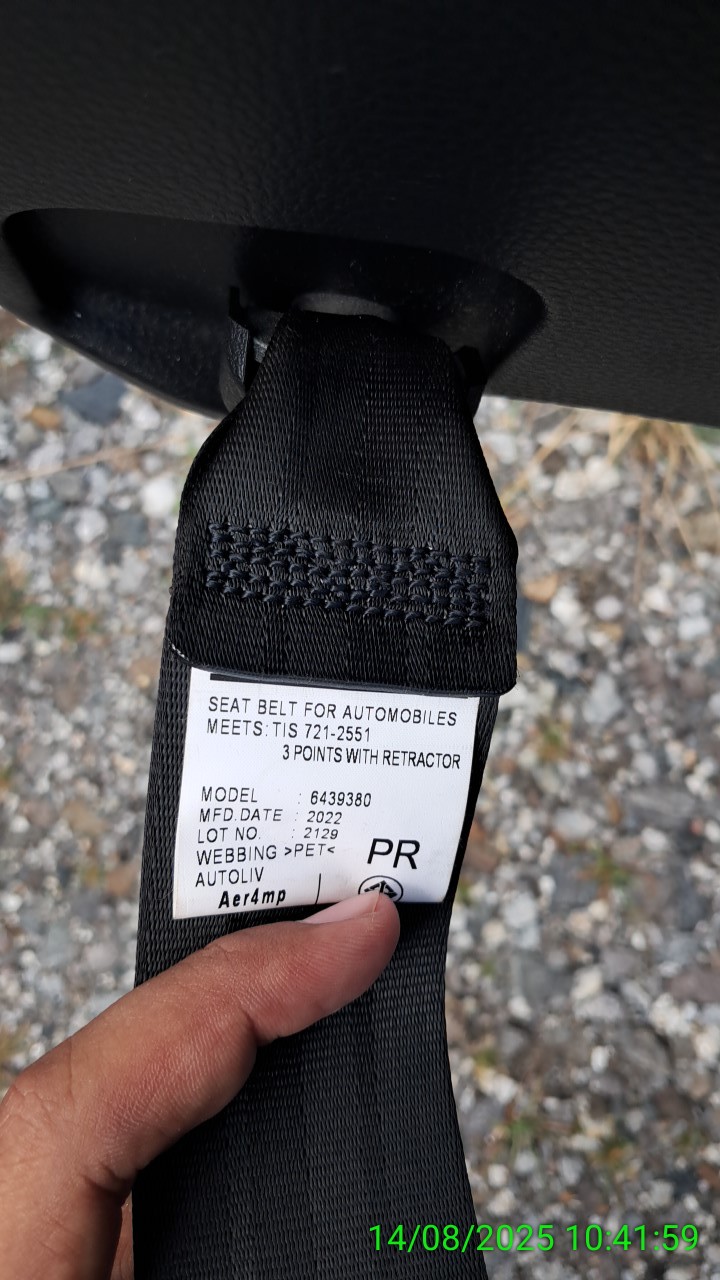 SEAT BELT FOR AUTOMOBILES
MEETS: TIS 721-2551
3 POINTS WITH RETRACTOR
MODEL : 6439380
MFD. DATE : 2022
LOT NO. : 2129
WEBBING >PET<
PR
AUTOLIV
Aer4mp
14/08/2025 10:41:59